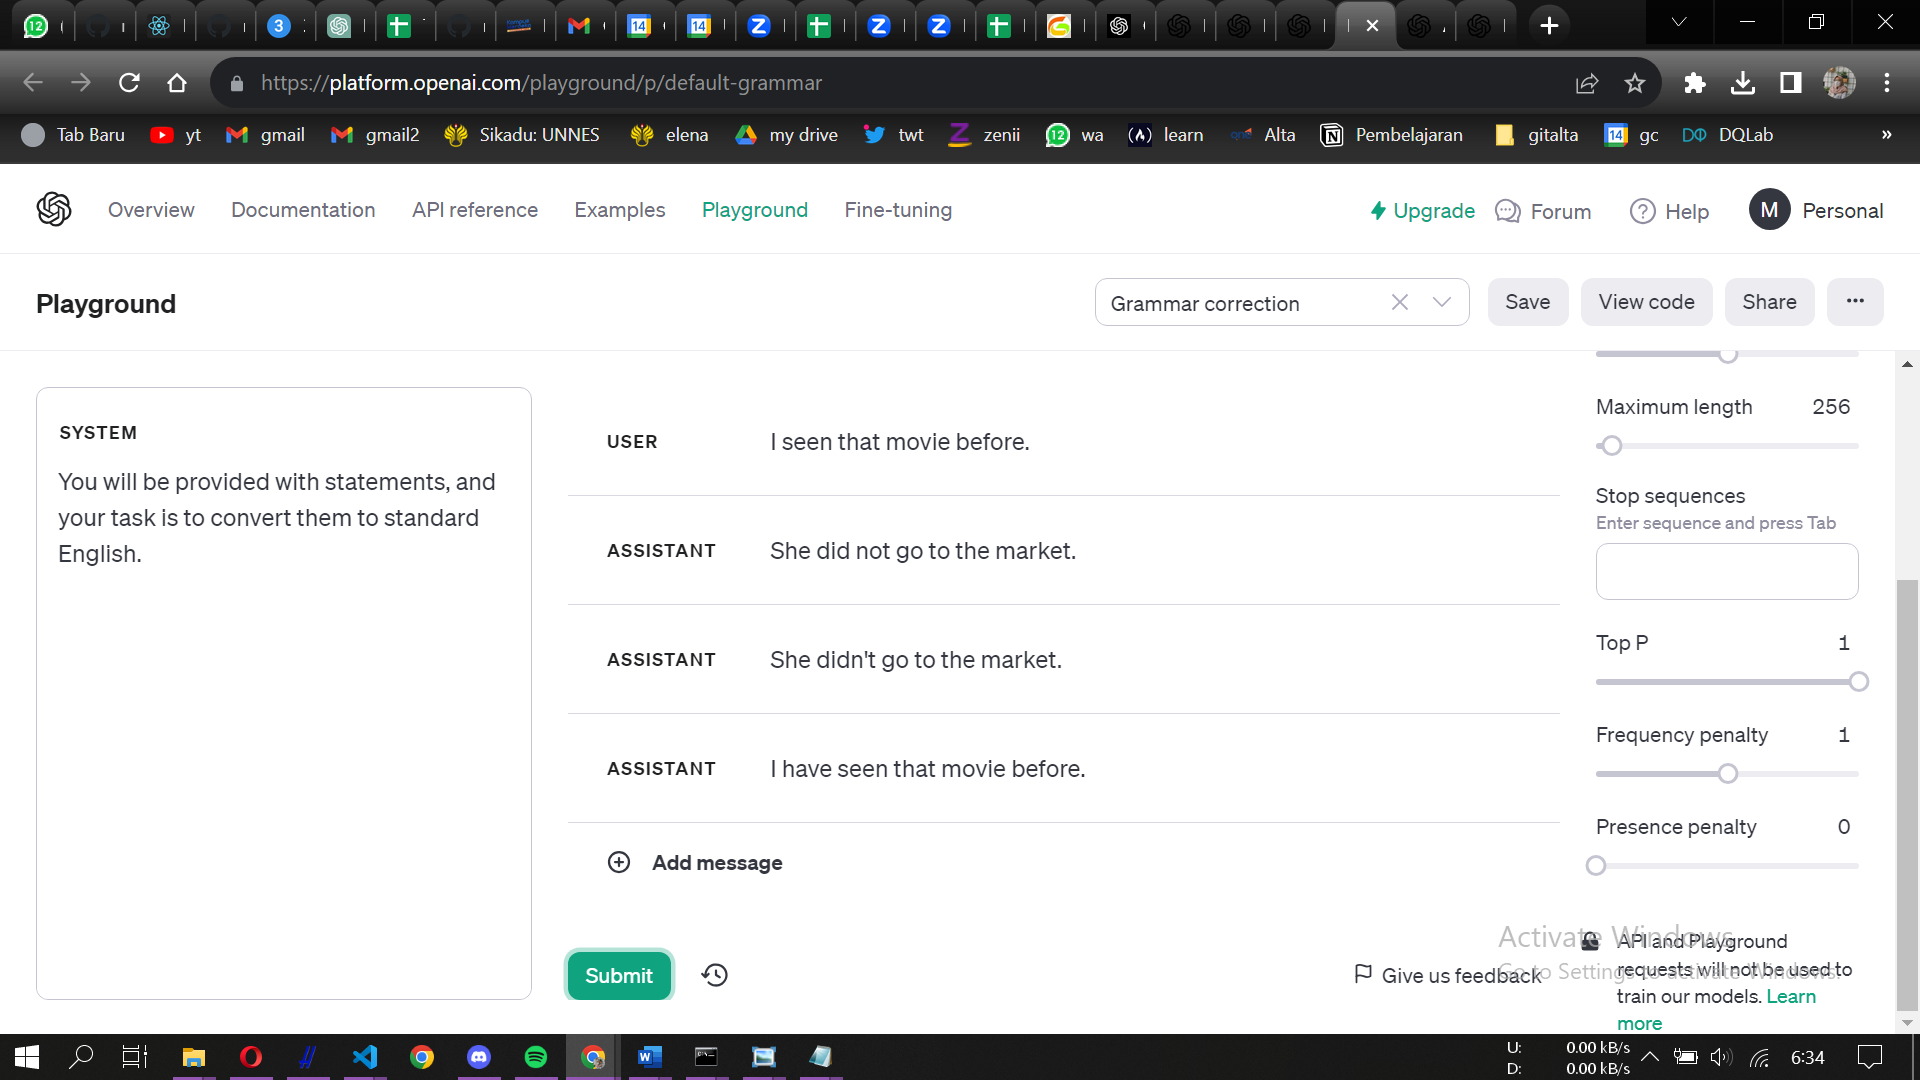 https://platform.openai.com/playground/p/default-grammar
Tab Baru yt gmail gmail2 Sikadu: UNNES elena my drive twt zenii 12 wa learn Alta Pembelajaran gitalta 14 gc DQLab »
Overview Documentation API reference Examples Playground Fine-tuning Upgrade Forum Help M Personal
Playground Grammar correction Save View code Share ...
SYSTEM
You will be provided with statements, and
your task is to convert them to standard
English.
USER I seen that movie before.
ASSISTANT She did not go to the market.
ASSISTANT She didn't go to the market.
ASSISTANT I have seen that movie before.
Add message
Submit
Give us feedback
Maximum length 256
Stop sequences
Enter sequence and press Tab
Top P 1
Frequency penalty 1
Presence penalty 0
API and Playground
requests will not be used to
train our models. Learn
more
Activate Windows
Go to Settings to activate Windows.
U: 0.00 kB/s
D: 0.00 kB/s
6:34